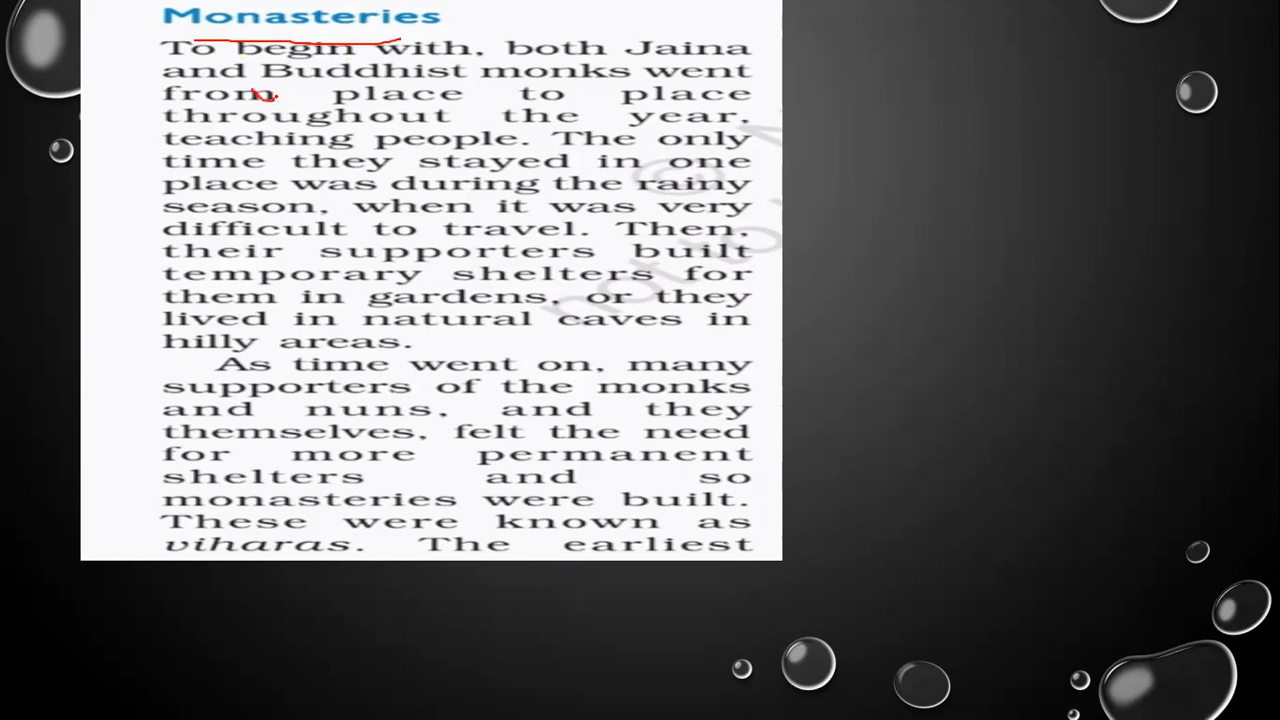 Monasteries
To begin with, both Jaina
and Buddhist monks went
from place to place
throughout the year,
teaching people. The only
time they stayed in one
place was during the rainy
season, when it was very
difficult to travel. Then,
their supporters built
temporary shelters for
them in gardens, or they
lived in natural caves in
hilly areas.
As time went on, many
supporters of the monks
and nuns, and they
themselves, felt the need
for more permanent
shelters and so
monasteries were built.
These were known as
viharas. The earliest
© N
not to